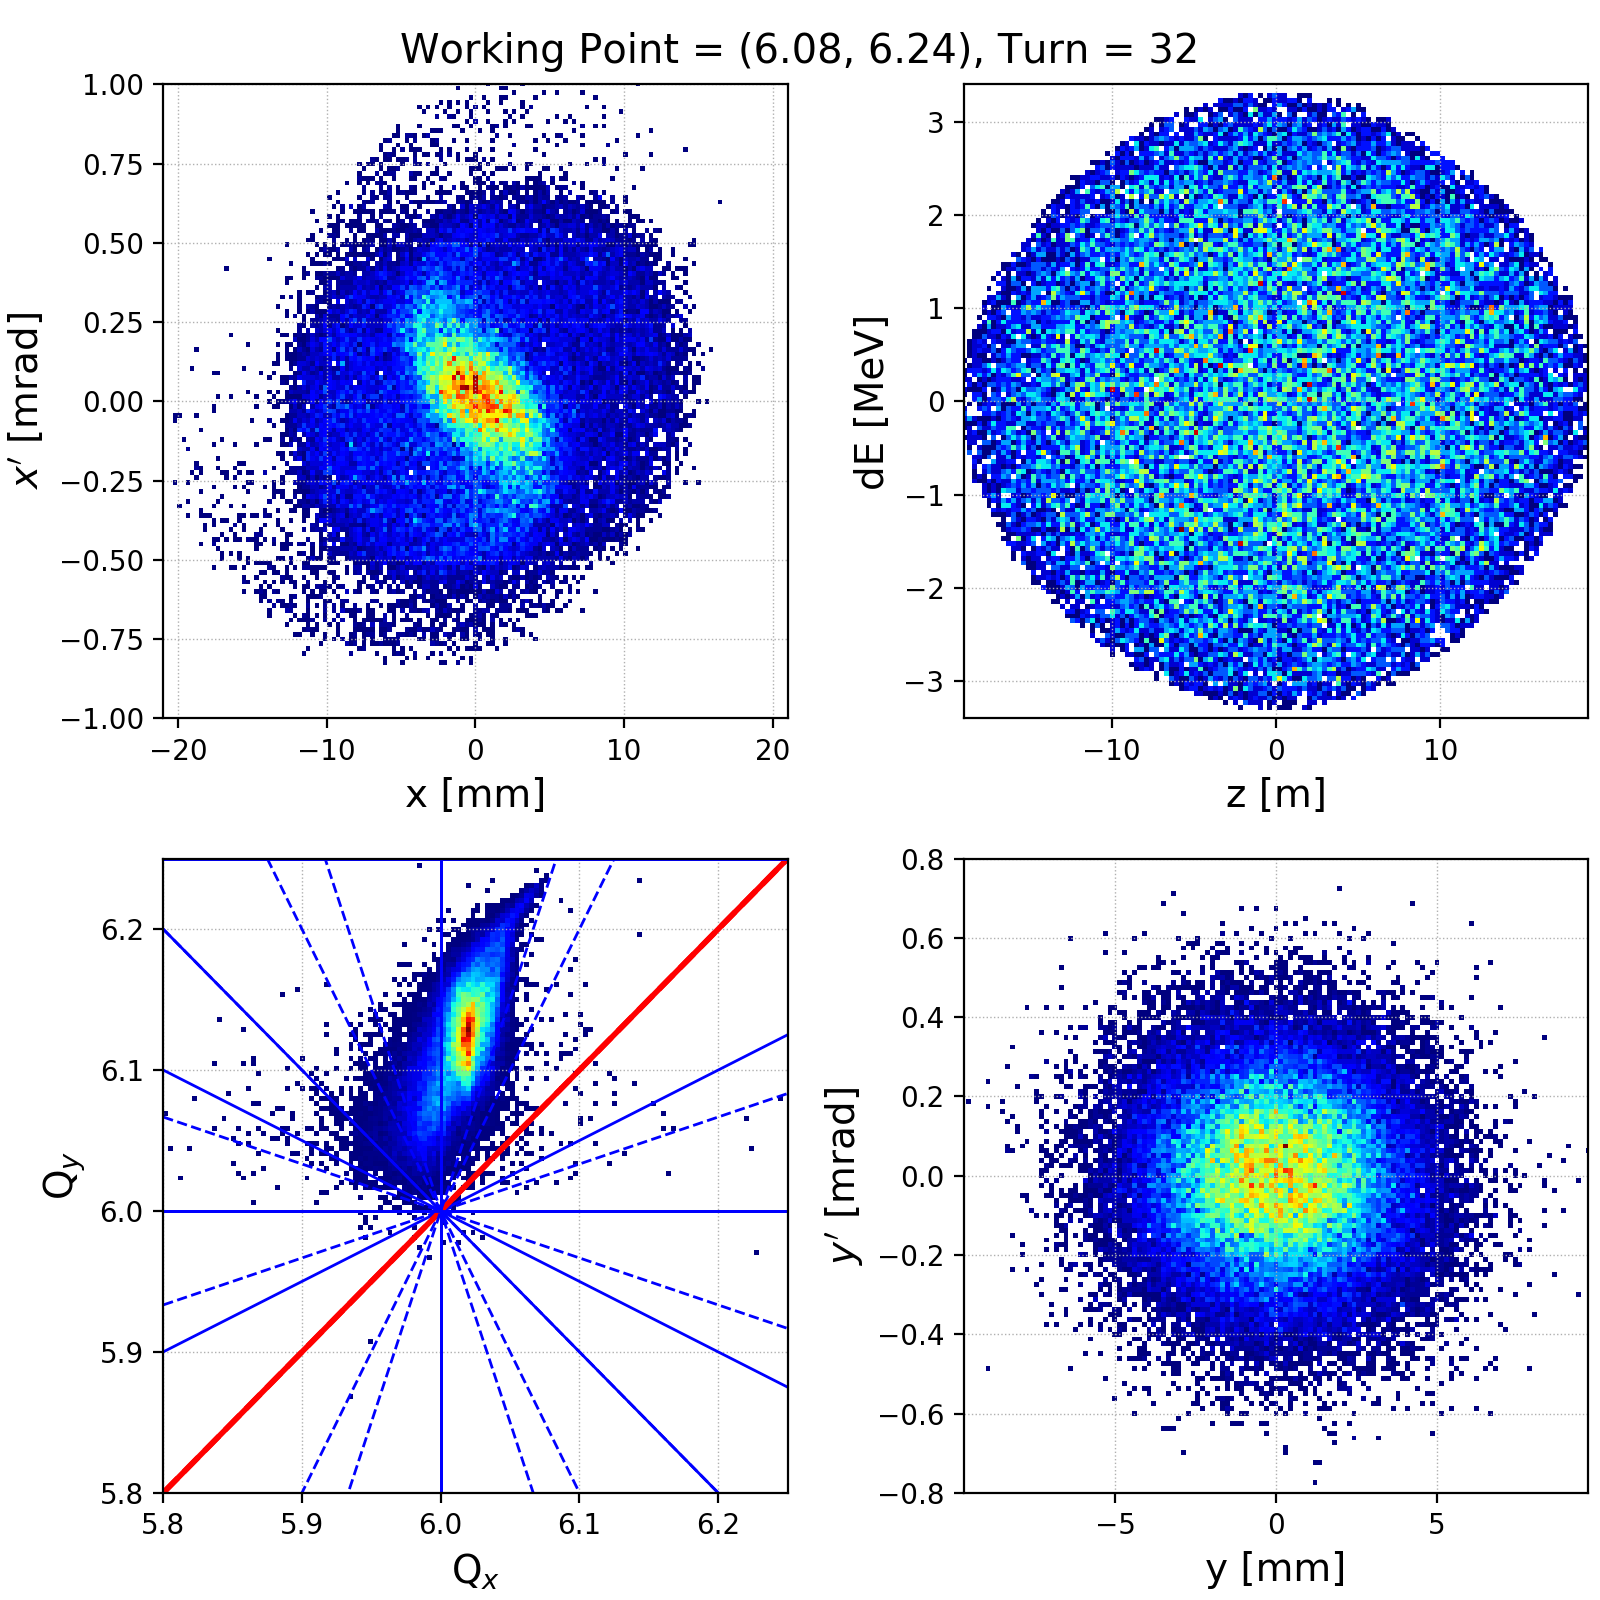 Working Point = (6.08, 6.24), Turn = 32
1.00
0.75
0.50
0.25
0.00
−0.25
−0.50
−0.75
−1.00
x′ [mrad]
−20 −10 0 10 20
x [mm]
3
2
1
0
−1
−2
−3
dE [MeV]
−10 0 10
z [m]
6.2
6.1
6.0
5.9
5.8
Qy
5.8 5.9 6.0 6.1 6.2
Qx
0.8
0.6
0.4
0.2
0.0
−0.2
−0.4
−0.6
−0.8
y′ [mrad]
−5 0 5
y [mm]